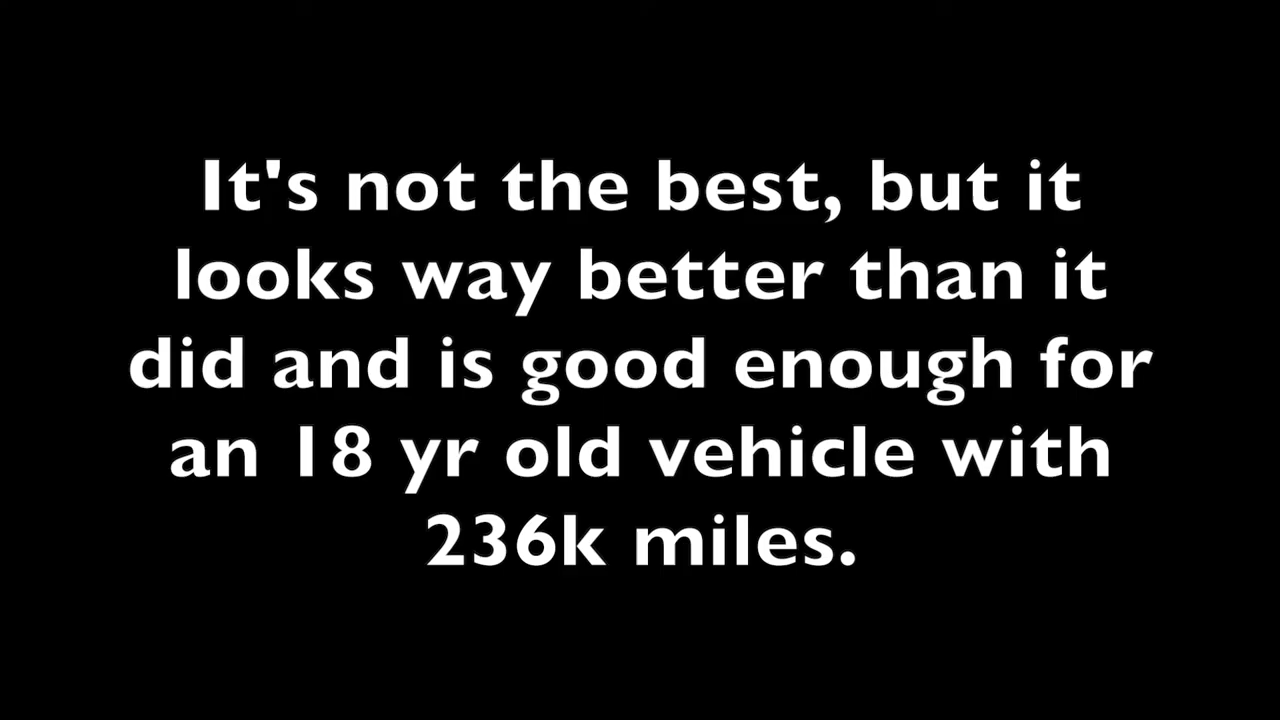 It's not the best, but it
looks way better than it
did and is good enough for
an 18 yr old vehicle with
236k miles.